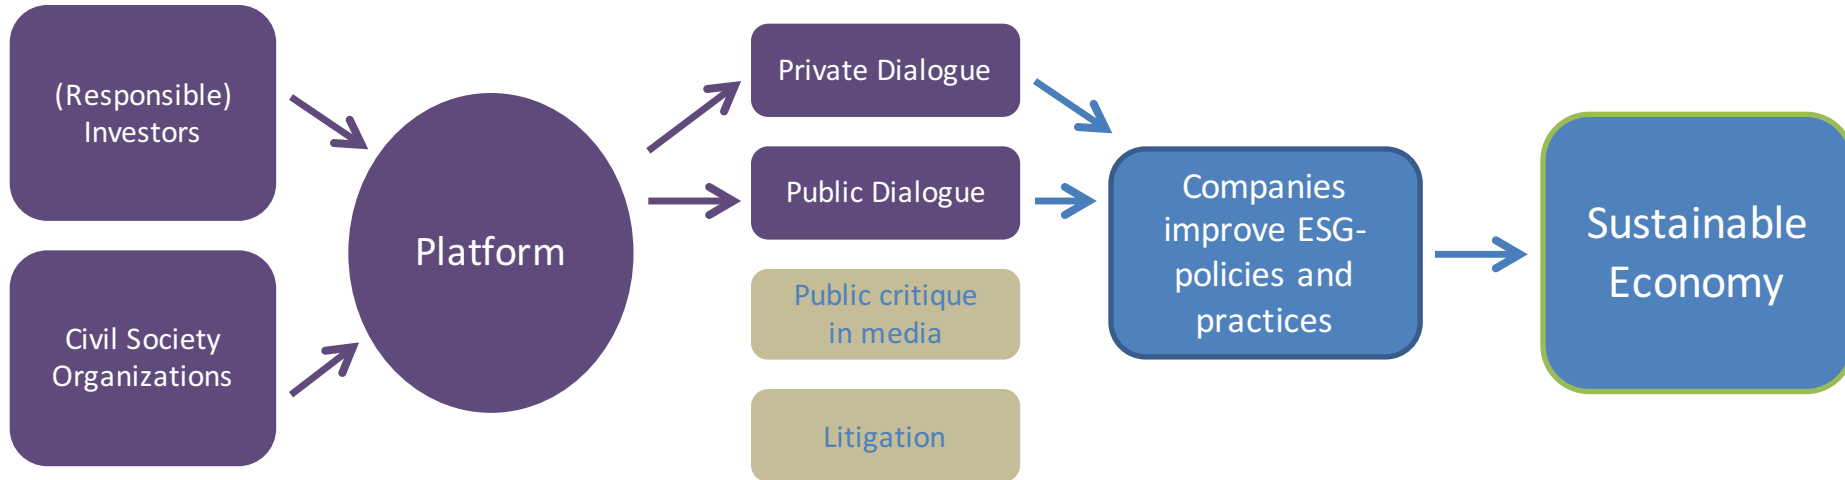 (Responsible)
Investors
Civil Society
Organizations
Platform
Private Dialogue
Public Dialogue
Public critique
in media
Litigation
Companies
improve ESG-
policies and
practices
Sustainable
Economy